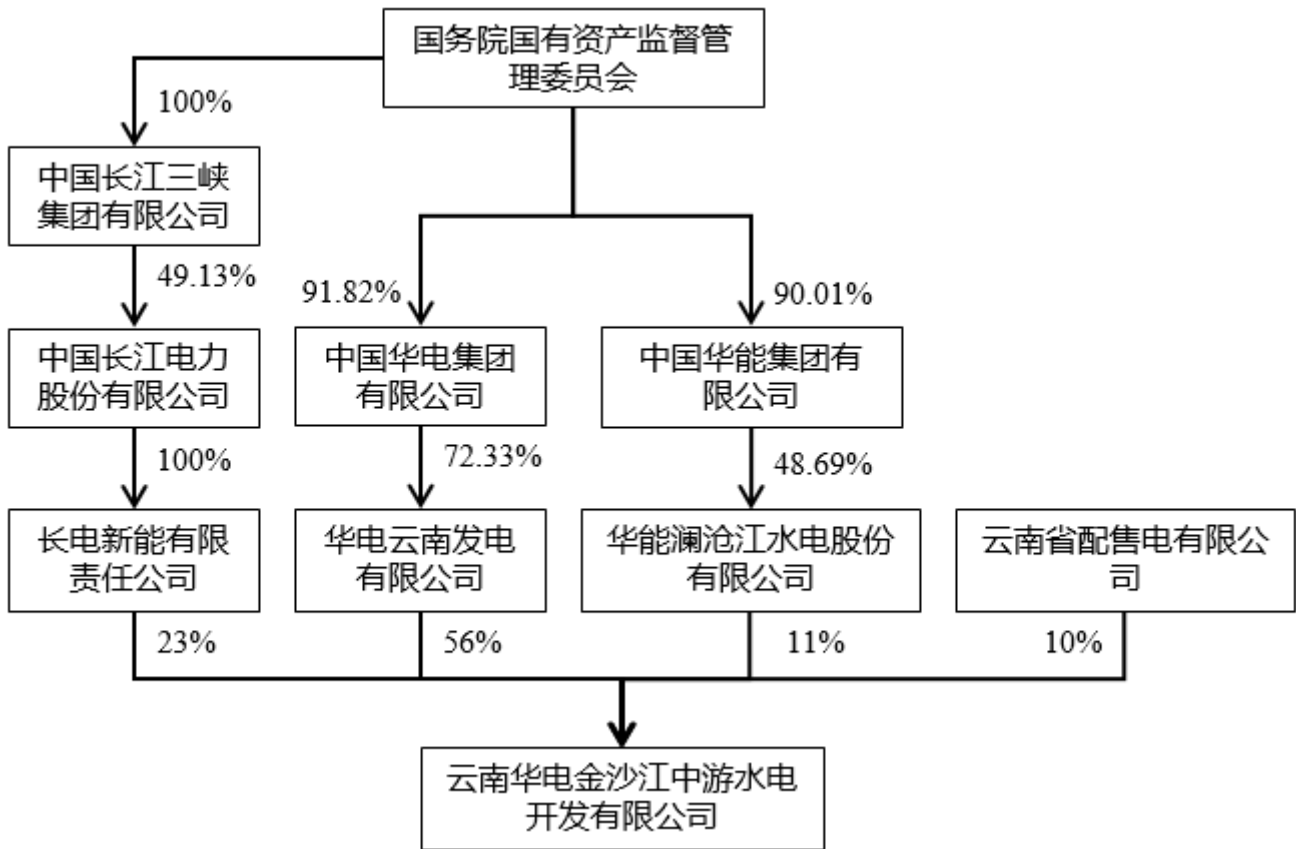 国务院国有资产监督管
理委员会
100%
中国长江三峡
集团有限公司
49.13%
91.82%
90.01%
中国长江电力
股份有限公司
中国华电集团
有限公司
中国华能集团有
限公司
100%
72.33%
48.69%
长电新能有限
责任公司
华电云南发电
有限公司
华能澜沧江水电股份
有限公司
云南省配售电有限公
司
23%
56%
11%
10%
云南华电金沙江中游水电
开发有限公司